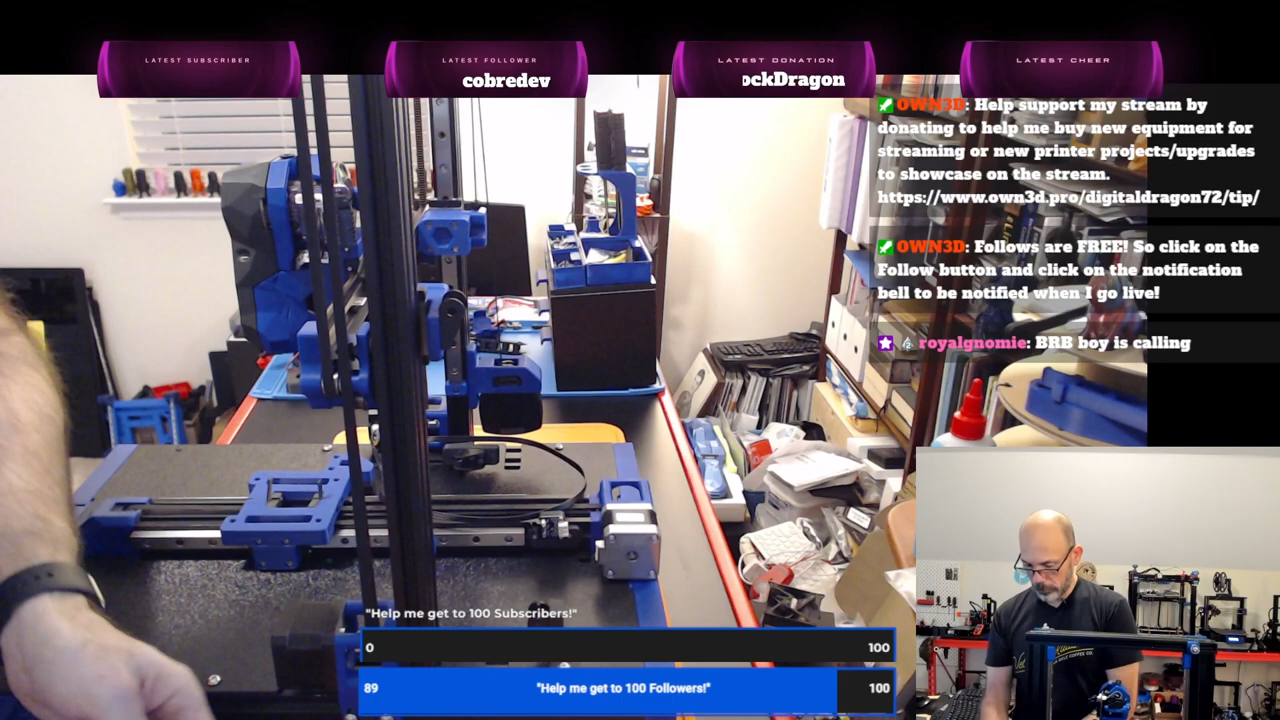 LATEST SUBSCRIBER
LATEST FOLLOWER
cobredev
LATEST DONATION
ockDragon
LATEST CHEER
OWN3D: Help support my stream by
donating to help me buy new equipment for
streaming or new printer projects/upgrades
to showcase on the stream.
https://www.own3d.pro/digitaldragon72/tip/
OWN3D: Follows are FREE! So click on the
Follow button and click on the notification
bell to be notified when I go live!
royalgnomie: BRB boy is calling
"Help me get to 100 Subscribers!"
0
100
89
"Help me get to 100 Followers!"
100